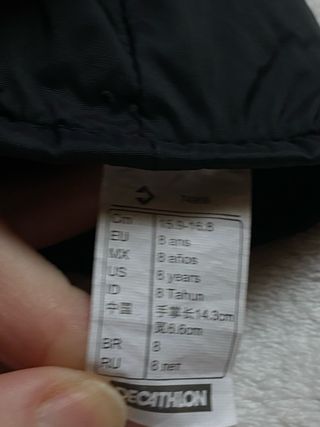 Cm 15.9-16.8
EU 8 ans
MX 8 años
US 8 years
ID 8 Tahun
中国 手掌长14.3cm
宽6.6cm
BR 8
RU 8 лет
DECATHLON